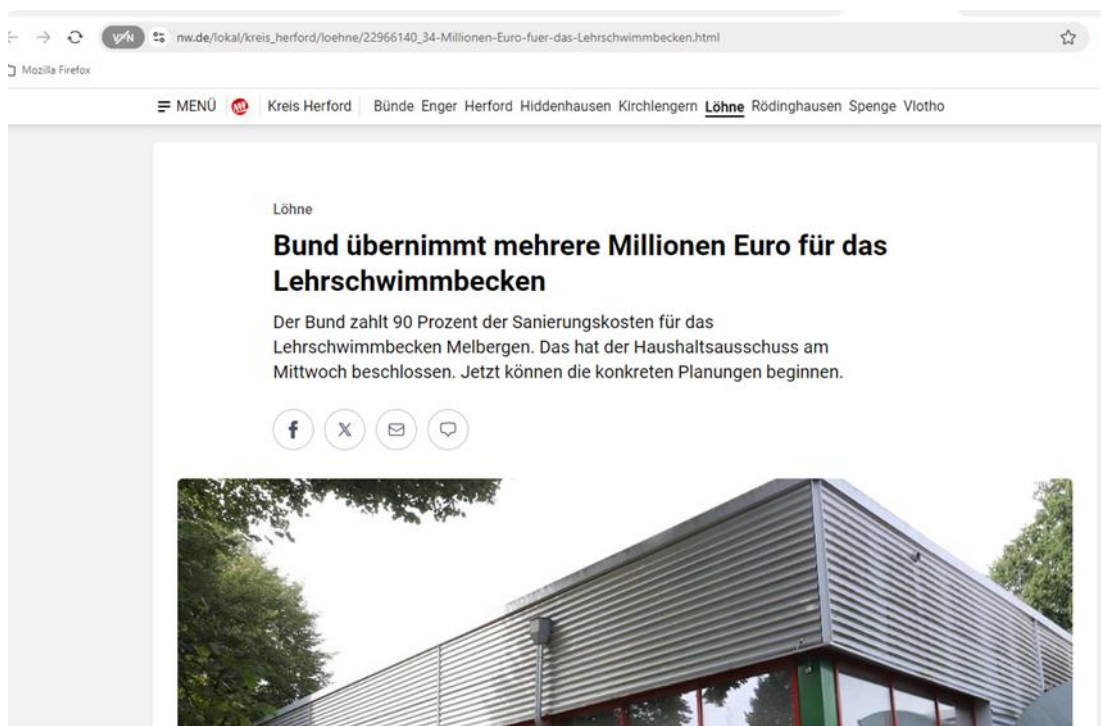 VPN
nw.de/lokal/kreis_herford/loehne/22966140_34-Millionen-Euro-fuer-das-Lehrschwimmbecken.html
Mozilla Firefox
MENÜ Kreis Herford Bünde Enger Herford Hiddenhausen Kirchlengern Löhne Rödinghausen Spenge Vlotho
Löhne
Bund übernimmt mehrere Millionen Euro für das
Lehrschwimmbecken
Der Bund zahlt 90 Prozent der Sanierungskosten für das
Lehrschwimmbecken Melbergen. Das hat der Haushaltsausschuss am
Mittwoch beschlossen. Jetzt können die konkreten Planungen beginnen.